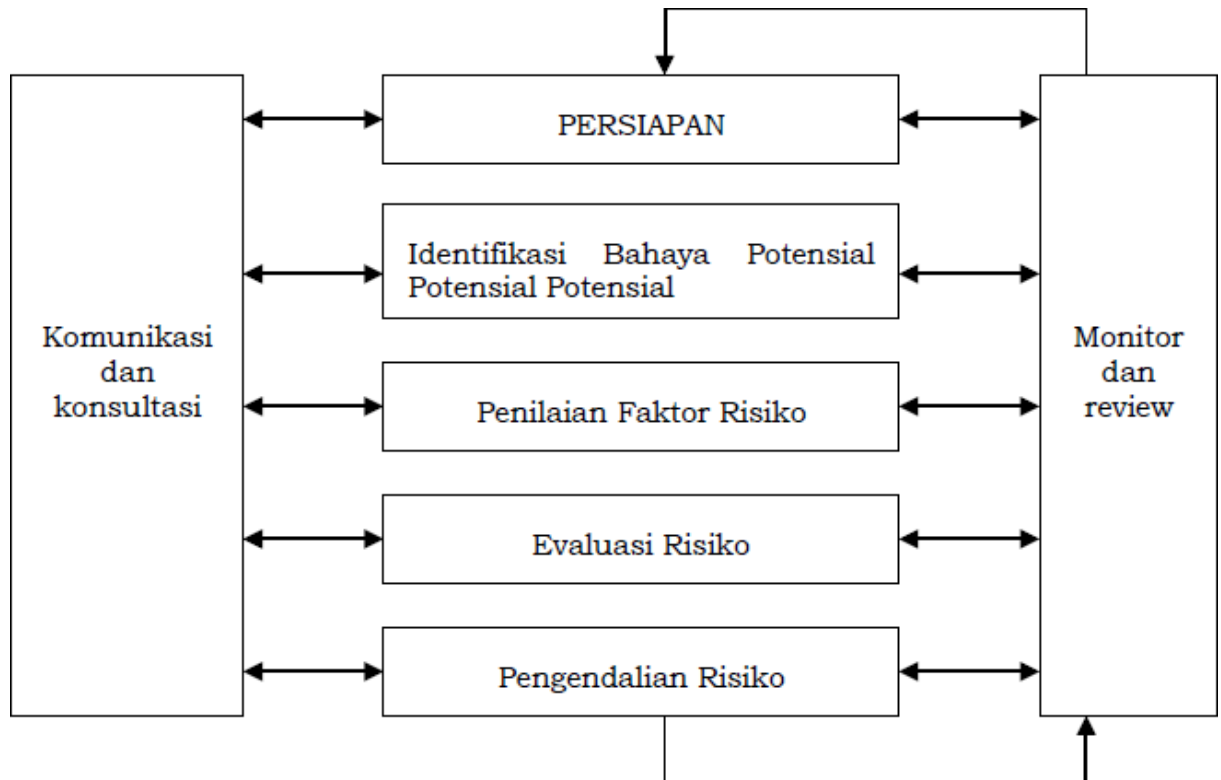 PERSIAPAN
Identifikasi Bahaya Potensial
Potensial Potensial
Komunikasi
dan
konsultasi
Monitor
dan
review
Penilaian Faktor Risiko
Evaluasi Risiko
Pengendalian Risiko